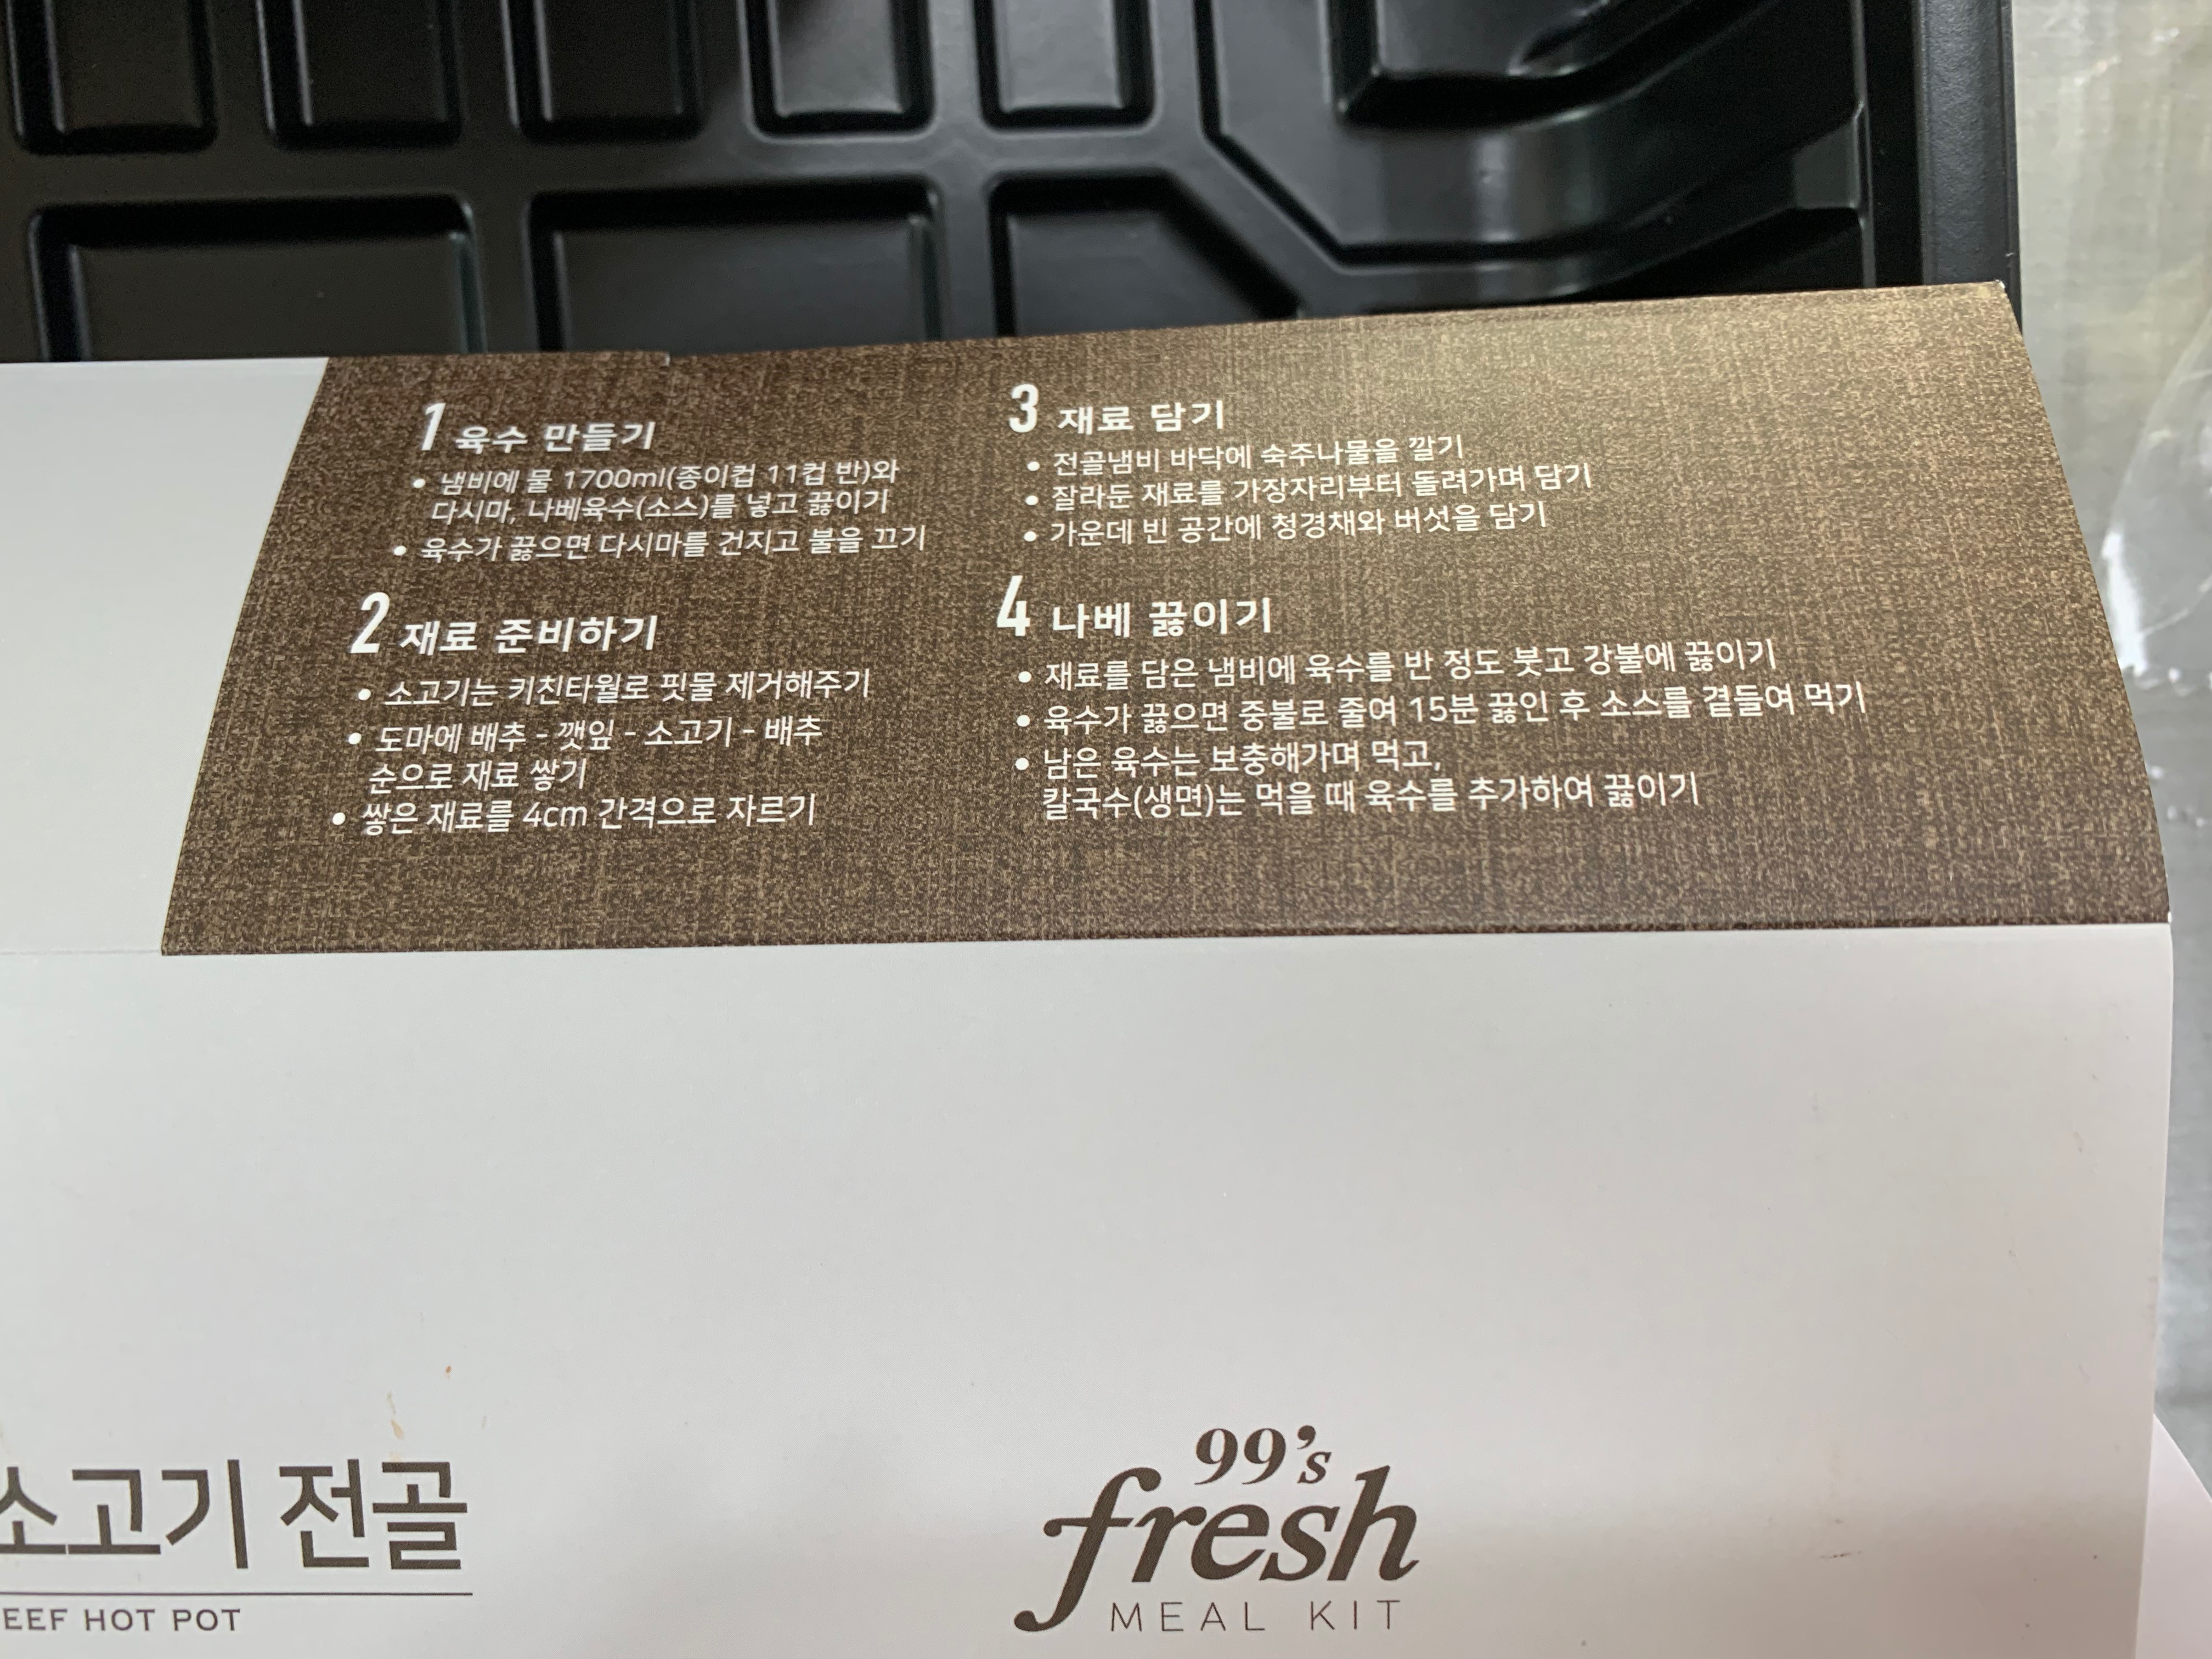 1 육수 만들기
• 냄비에 물 1700ml(종이컵 11컵 반)와
다시마, 나베육수(소스)를 넣고 끓이기
• 육수가 끓으면 다시마를 건지고 불을 끄기
2 재료 준비하기
• 소고기는 키친타월로 핏물 제거해주기
• 도마에 배추 - 깻잎 - 소고기 - 배추
순으로 재료 쌓기
• 쌓은 재료를 4cm 간격으로 자르기
3 재료 담기
• 전골냄비 바닥에 숙주나물을 깔기
• 잘라둔 재료를 가장자리부터 돌려가며 담기
• 가운데 빈 공간에 청경채와 버섯을 담기
4 나베 끓이기
• 재료를 담은 냄비에 육수를 반 정도 붓고 강불에 끓이기
• 육수가 끓으면 중불로 줄여 15분 끓인 후 소스를 곁들여 먹기
• 남은 육수는 보충해가며 먹고,
칼국수(생면)는 먹을 때 육수를 추가하여 끓이기
소고기 전골
EEF HOT POT
99's
fresh
MEAL KIT